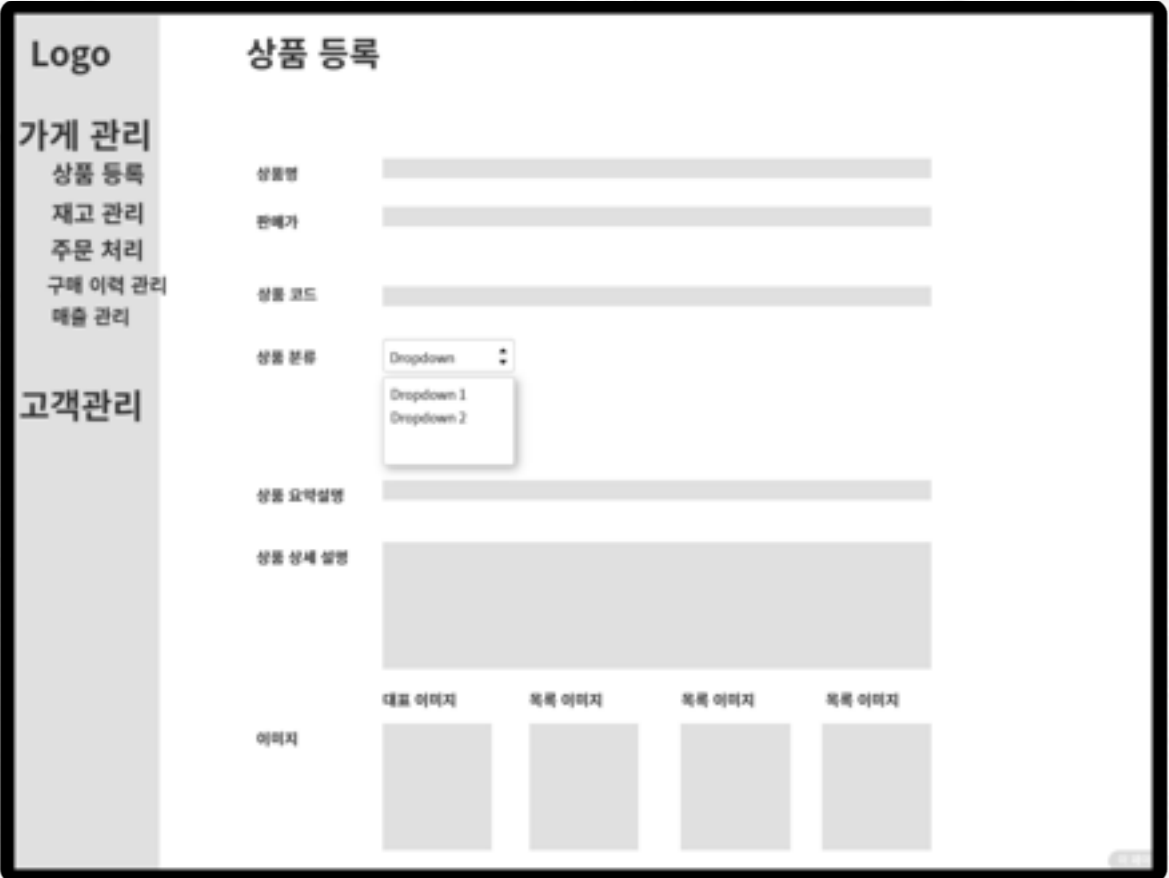 Logo
가게 관리
상품 등록
재고 관리
주문 처리
구매 이력 관리
매출 관리
고객관리
상품 등록
상품명
판매가
상품 코드
상품 분류
Dropdown
Dropdown 1
Dropdown 2
상품 요약설명
상품 상세 설명
이미지
대표 이미지
목록 이미지
목록 이미지
목록 이미지